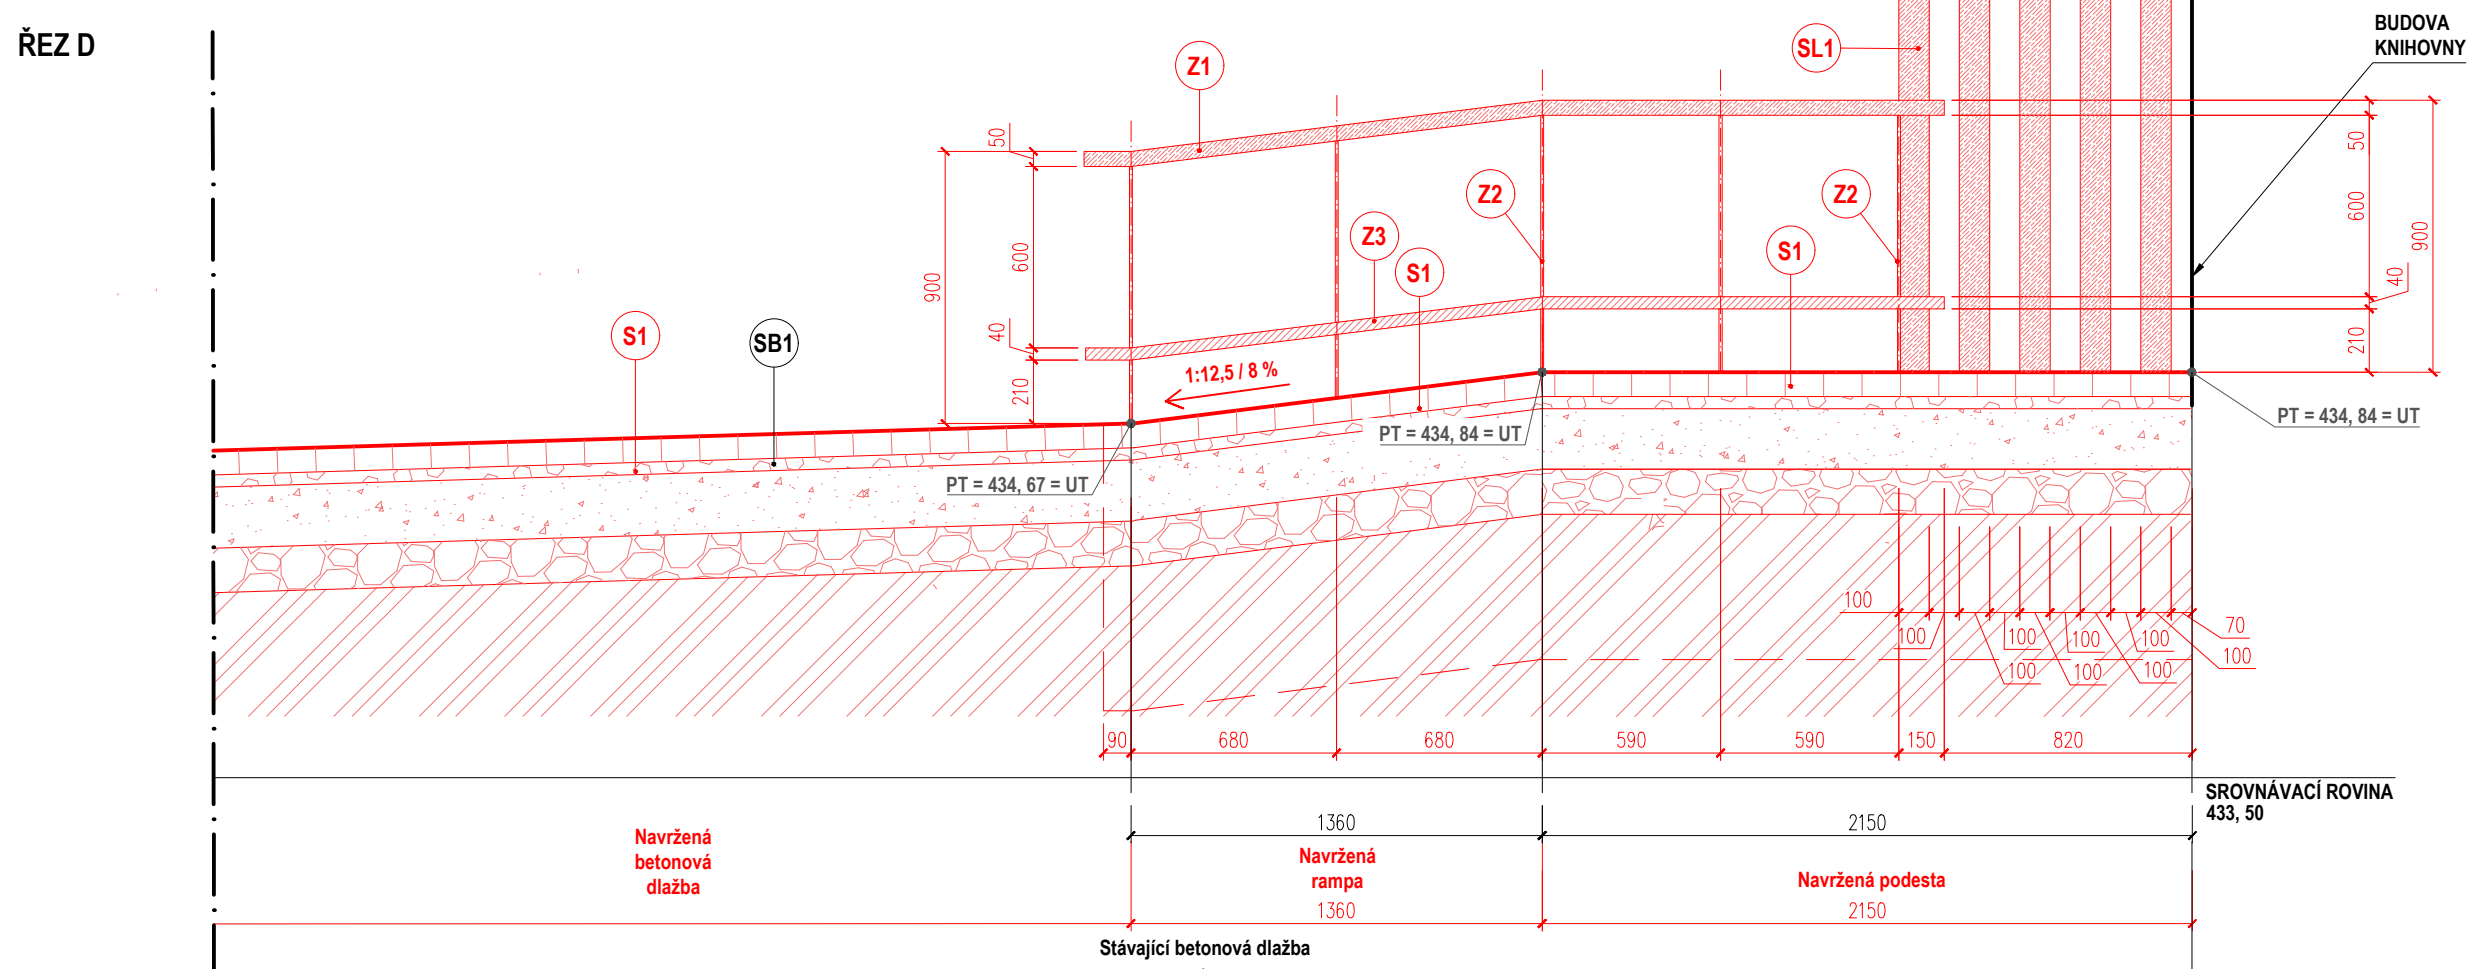 ŘEZ D
BUDOVA
KNIHOVNY
SL1
Z1
50
900
600
40
210
Z2
Z2
Z3
S1
S1
50
600
900
40
210
S1
SB1
1:12,5 / 8 %
PT = 434, 84 = UT
PT = 434, 84 = UT
PT = 434, 67 = UT
100
100
100
100
100
70
100
100
100
100
90
680
680
590
590
150
820
SROVNÁVACÍ ROVINA
433, 50
1360
2150
Navržená
betonová
dlažba
Navržená
rampa
Navržená podesta
1360
2150
Stávající betonová dlažba